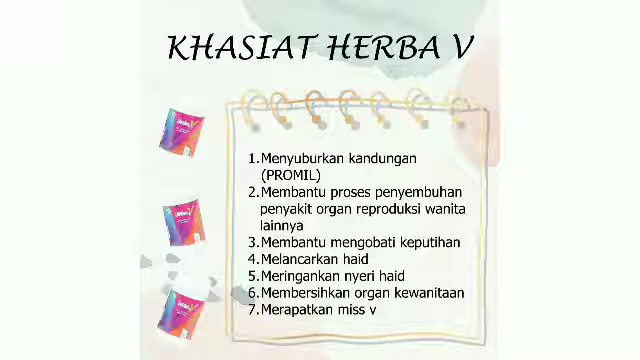 KHASIAT HERBA V
1.Menyuburkan kandungan
(PROMIL)
2.Membantu proses penyembuhan
penyakit organ reproduksi wanita
lainnya
3.Membantu mengobati keputihan
4.Melancarkan haid
5.Meringankan nyeri haid
6.Membersihkan organ kewanitaan
7.Merapatkan miss v